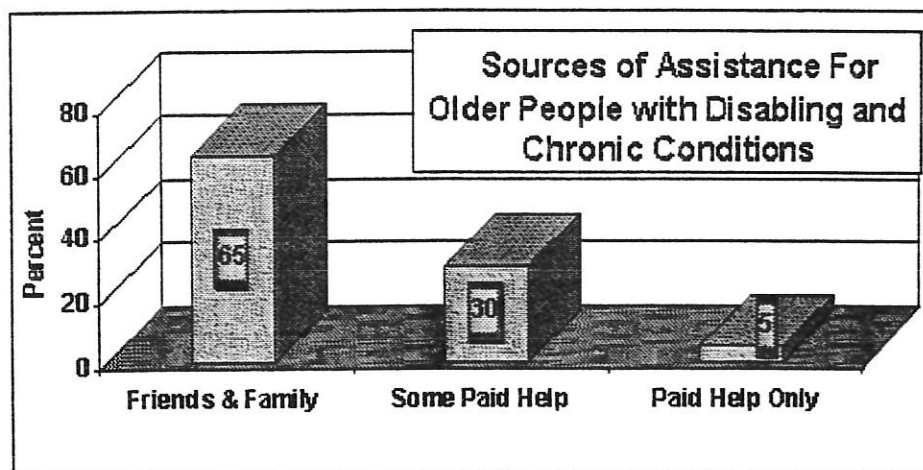 Sources of Assistance For
Older People with Disabling and
Chronic Conditions
Percent
80
60
40
20
0
65
30
5
Friends & Family Some Paid Help Paid Help Only